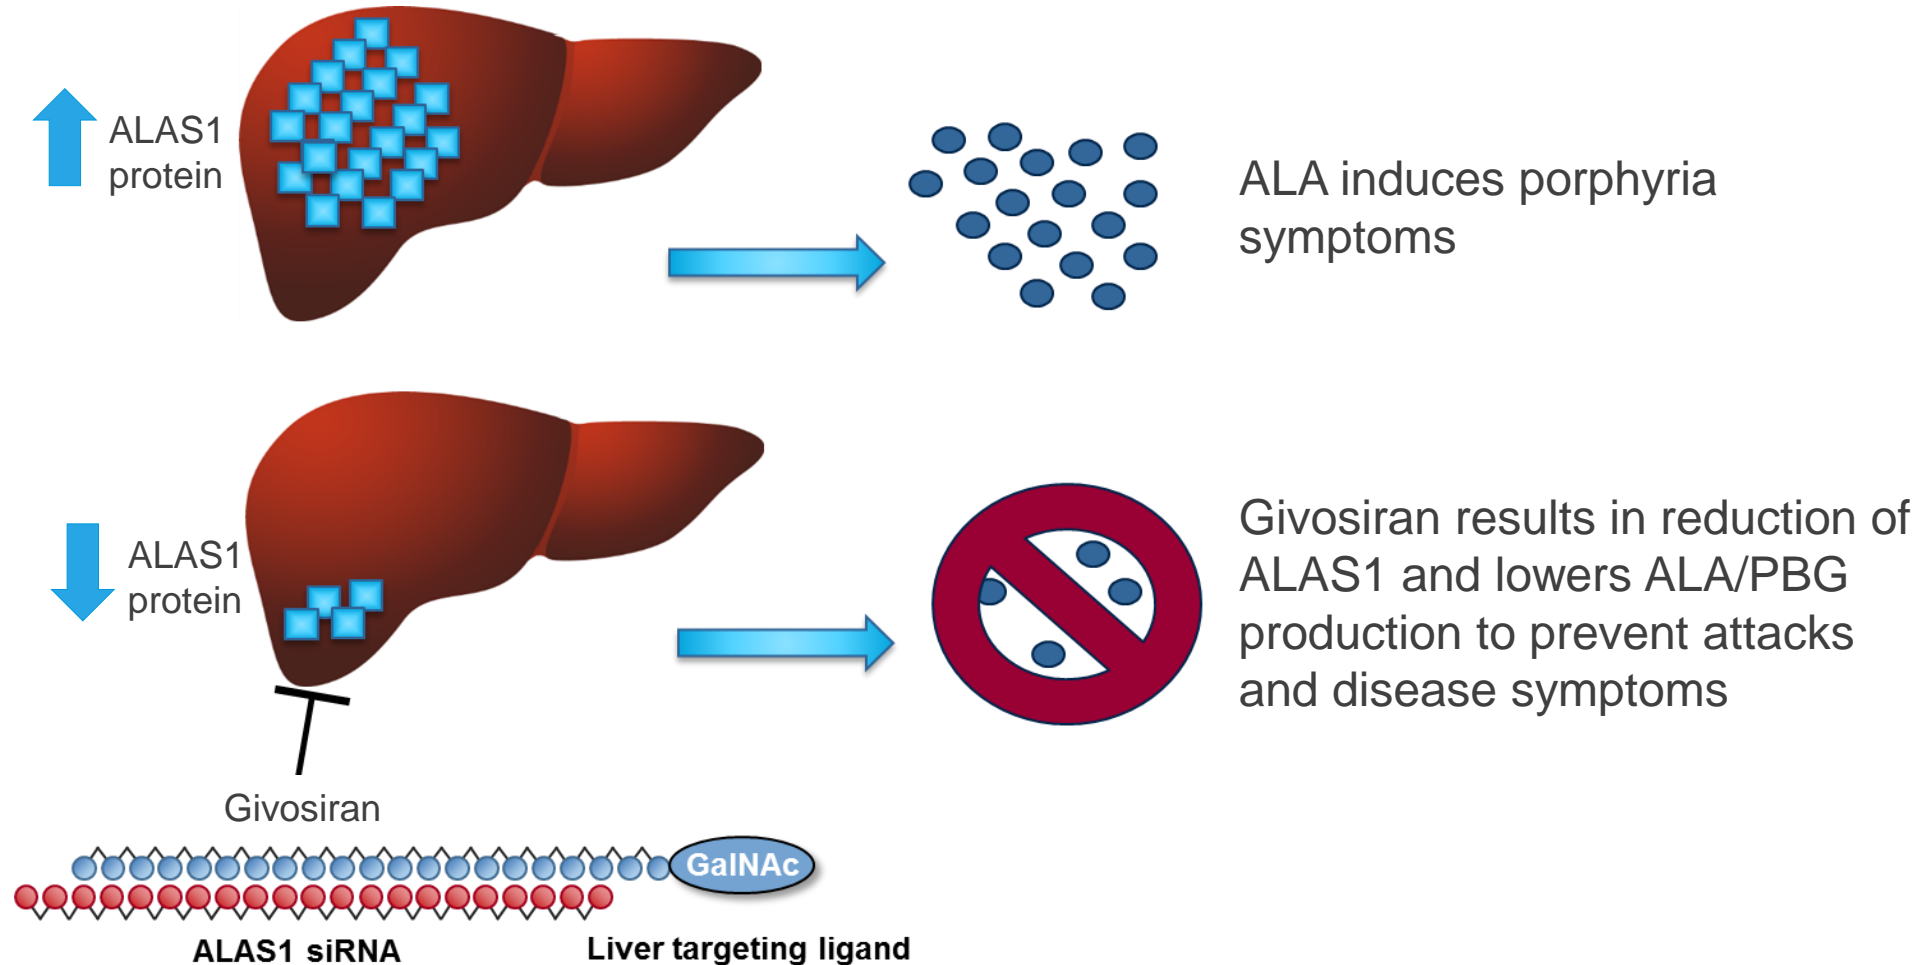 ALAS1
protein
ALA induces porphyria
symptoms
ALAS1
protein
Givosiran results in reduction of
ALAS1 and lowers ALA/PBG
production to prevent attacks
and disease symptoms
Givosiran
GalNAc
ALAS1 siRNA
Liver targeting ligand